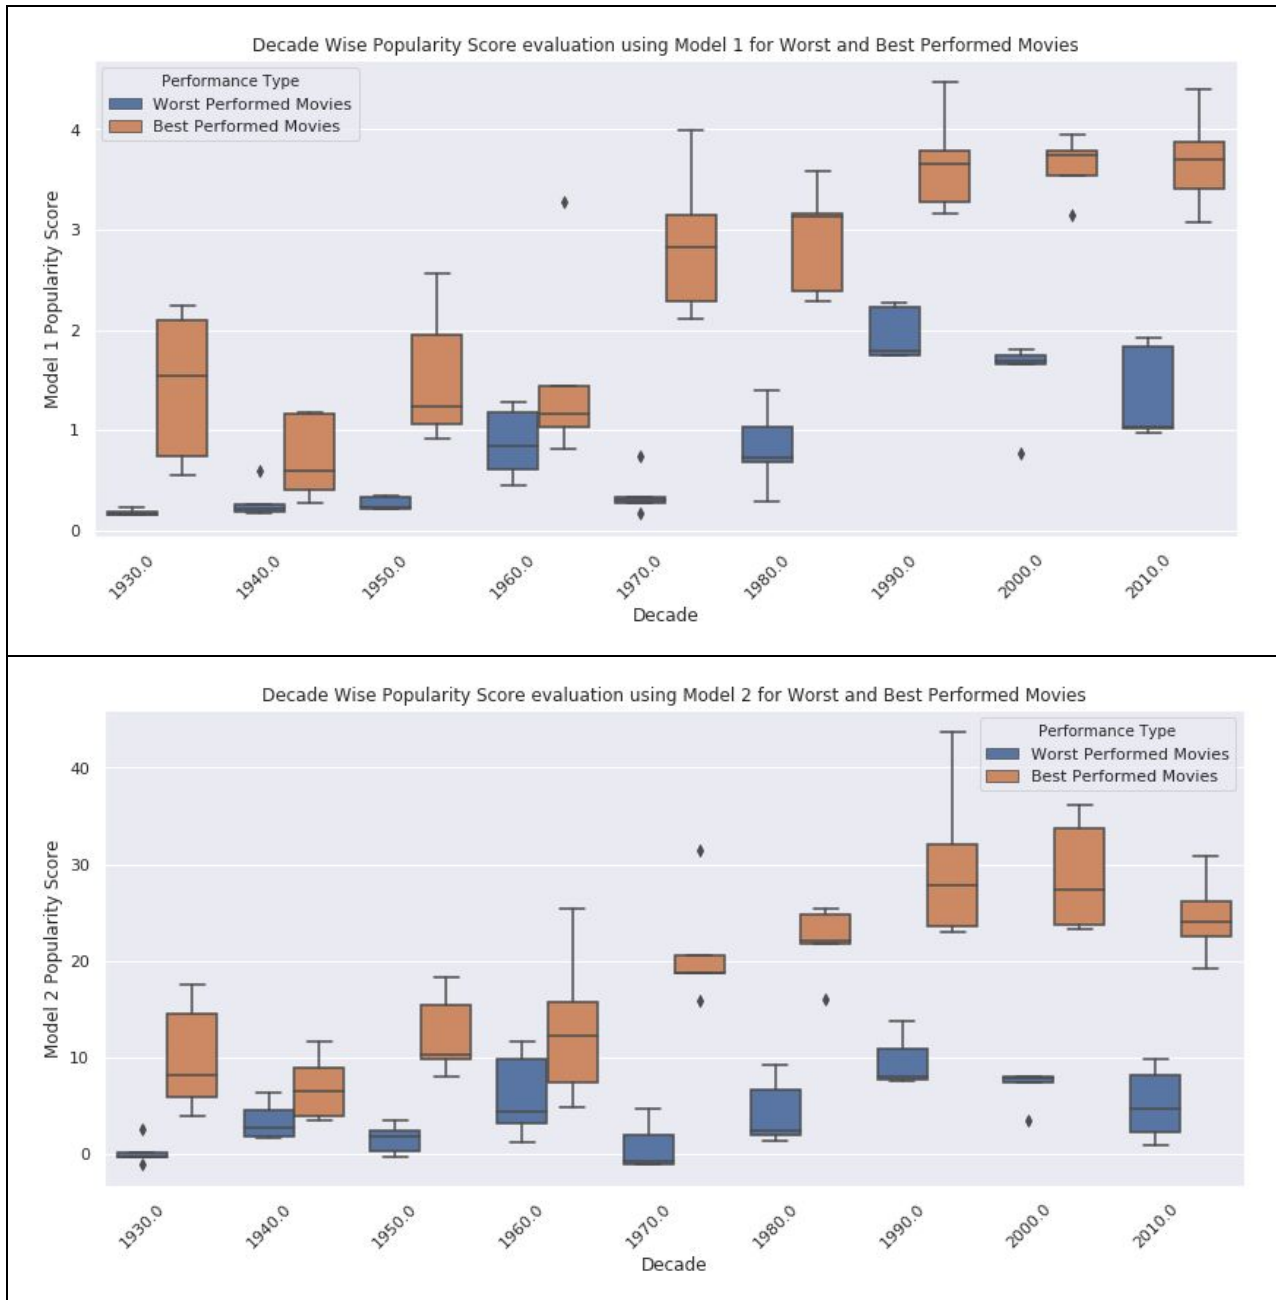 Decade Wise Popularity Score evaluation using Model 1 for Worst and Best Performed Movies
Performance Type
Worst Performed Movies
Best Performed Movies
Model 1 Popularity Score
4
3
2
1
0
1930.0
1940.0
1950.0
1960.0
1970.0
1980.0
1990.0
2000.0
2010.0
Decade
Decade Wise Popularity Score evaluation using Model 2 for Worst and Best Performed Movies
Performance Type
Worst Performed Movies
Best Performed Movies
Model 2 Popularity Score
40
30
20
10
0
1930.0
1940.0
1950.0
1960.0
1970.0
1980.0
1990.0
2000.0
2010.0
Decade